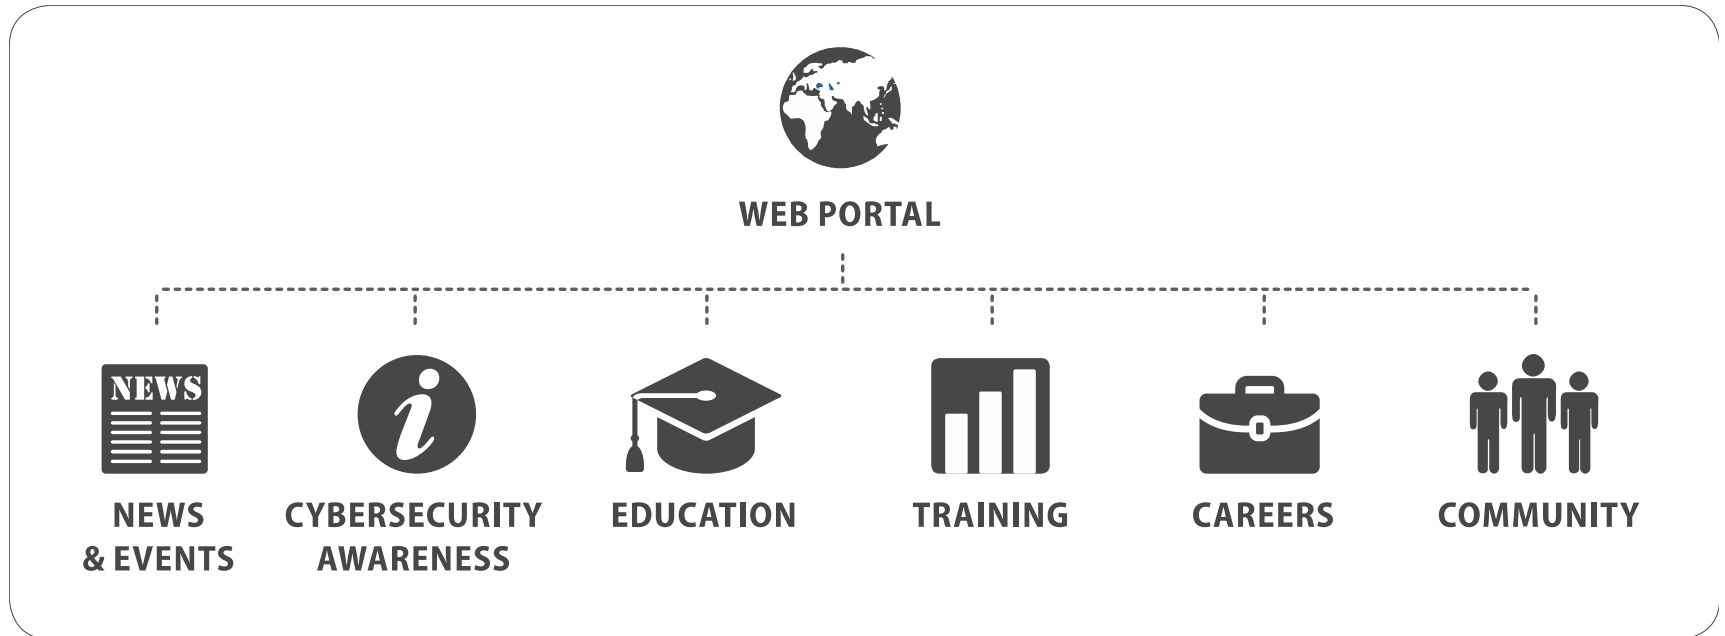 WEB PORTAL
NEWS
NEWS
& EVENTS
CYBERSECURITY
AWARENESS
EDUCATION
TRAINING
CAREERS
COMMUNITY